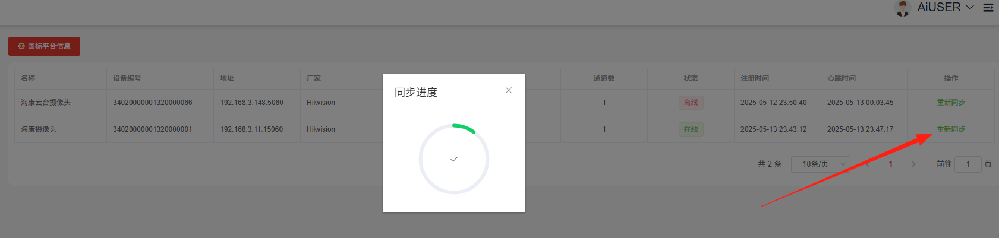 AiUSER
国标平台信息
名称 设备编号 地址 厂家 通道数 状态 注册时间 心跳时间 操作
海康云台摄像头 34020000001320000066 192.168.3.148:5060 Hikvision 1 离线 2025-05-12 23:50:40 2025-05-13 00:03:45 重新同步
海康摄像头 34020000001320000001 192.168.3.11:15060 Hikvision 1 在线 2025-05-13 23:43:12 2025-05-13 23:47:17 重新同步
同步进度
共 2 条 10条/页 1 前往 1 页